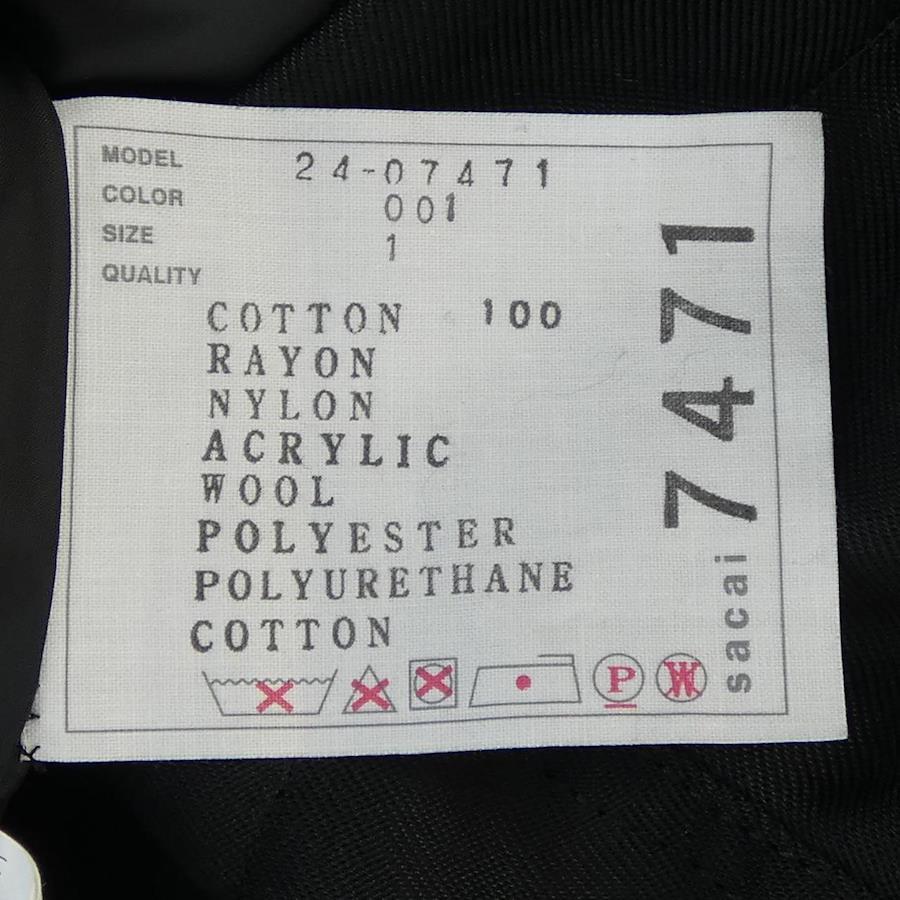 MODEL 24-07471
COLOR 001
SIZE 1
QUALITY
COTTON 100
RAYON
NYLON
ACRYLIC
WOOL
POLYESTER
POLYURETHANE
COTTON
P W
sacai 7471